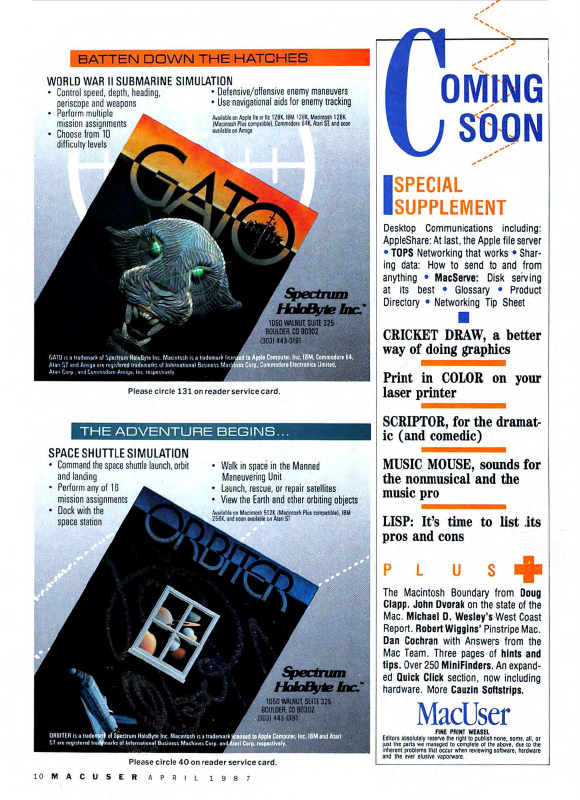 BATTEN DOWN THE HATCHES
WORLD WAR II SUBMARINE SIMULATION
• Control speed, depth, heading,
periscope and weapons
• Perform multiple
mission assignments
• Choose from 10
difficulty levels
• Defensive/offensive enemy maneuvers
• Use navigational aids for enemy tracking
Available on Apple IIe or IIc 128K, IBM 128K, Macintosh 128K
(Macintosh Plus compatible), Commodore 64K, Atari ST, and soon
available on Amiga
GATO
Spectrum
HoloByte Inc.™
1050 WALNUT, SUITE 325
BOULDER, CO 80302
(303) 443-0191
GATO is a trademark of Spectrum HoloByte Inc. Macintosh is a trademark licensed to Apple Computer, Inc. IBM, Commodore 64,
Atari ST and Amiga are registered trademarks of International Business Machines Corp., Commodore Electronics Limited,
Atari Corp., and Commodore Amiga, Inc. respectively.
Please circle 131 on reader service card.
THE ADVENTURE BEGINS...
SPACE SHUTTLE SIMULATION
• Command the space shuttle launch, orbit
and landing
• Perform any of 16
mission assignments
• Dock with the
space station
• Walk in space in the Manned
Maneuvering Unit
• Launch, rescue, or repair satellites
• View the Earth and other orbiting objects
Available on Macintosh 512K (Macintosh Plus compatible), IBM
256K, and soon available on Atari ST
ORBITER
Spectrum
HoloByte Inc.™
1050 WALNUT, SUITE 325
BOULDER, CO 80302
(303) 443-0191
ORBITER is a trademark of Spectrum HoloByte Inc. Macintosh is a trademark licensed to Apple Computer, Inc. IBM and Atari
ST are registered trademarks of International Business Machines Corp. and Atari Corp. respectively.
Please circle 40 on reader service card.
COMING
SOON
SPECIAL
SUPPLEMENT
Desktop Communications including:
AppleShare: At last, the Apple file server
• TOPS Networking that works • Shar-
ing data: How to send to and from
anything • MacServe: Disk serving
at its best • Glossary • Product
Directory • Networking Tip Sheet
CRICKET DRAW, a better
way of doing graphics
Print in COLOR on your
laser printer
SCRIPTOR, for the dramat-
ic (and comedic)
MUSIC MOUSE, sounds for
the nonmusical and the
music pro
LISP: It's time to list its
pros and cons
PLUS
The Macintosh Boundary from Doug
Clapp. John Dvorak on the state of the
Mac. Michael D. Wesley's West Coast
Report. Robert Wiggins' Pinstripe Mac.
Dan Cochran with Answers from the
Mac Team. Three pages of hints and
tips. Over 250 MiniFinders. An expand-
ed Quick Click section, now including
hardware. More Cauzin Softstrips.
MacUser
FINE PRINT WEASEL
Editors absolutely reserve the right to publish none, some, all, or
just the parts we managed to complete of the above, due to the
inherent problems that occur when reviewing software, hardware
and the ever elusive vaporware.
10 MACUSER APRIL 1987